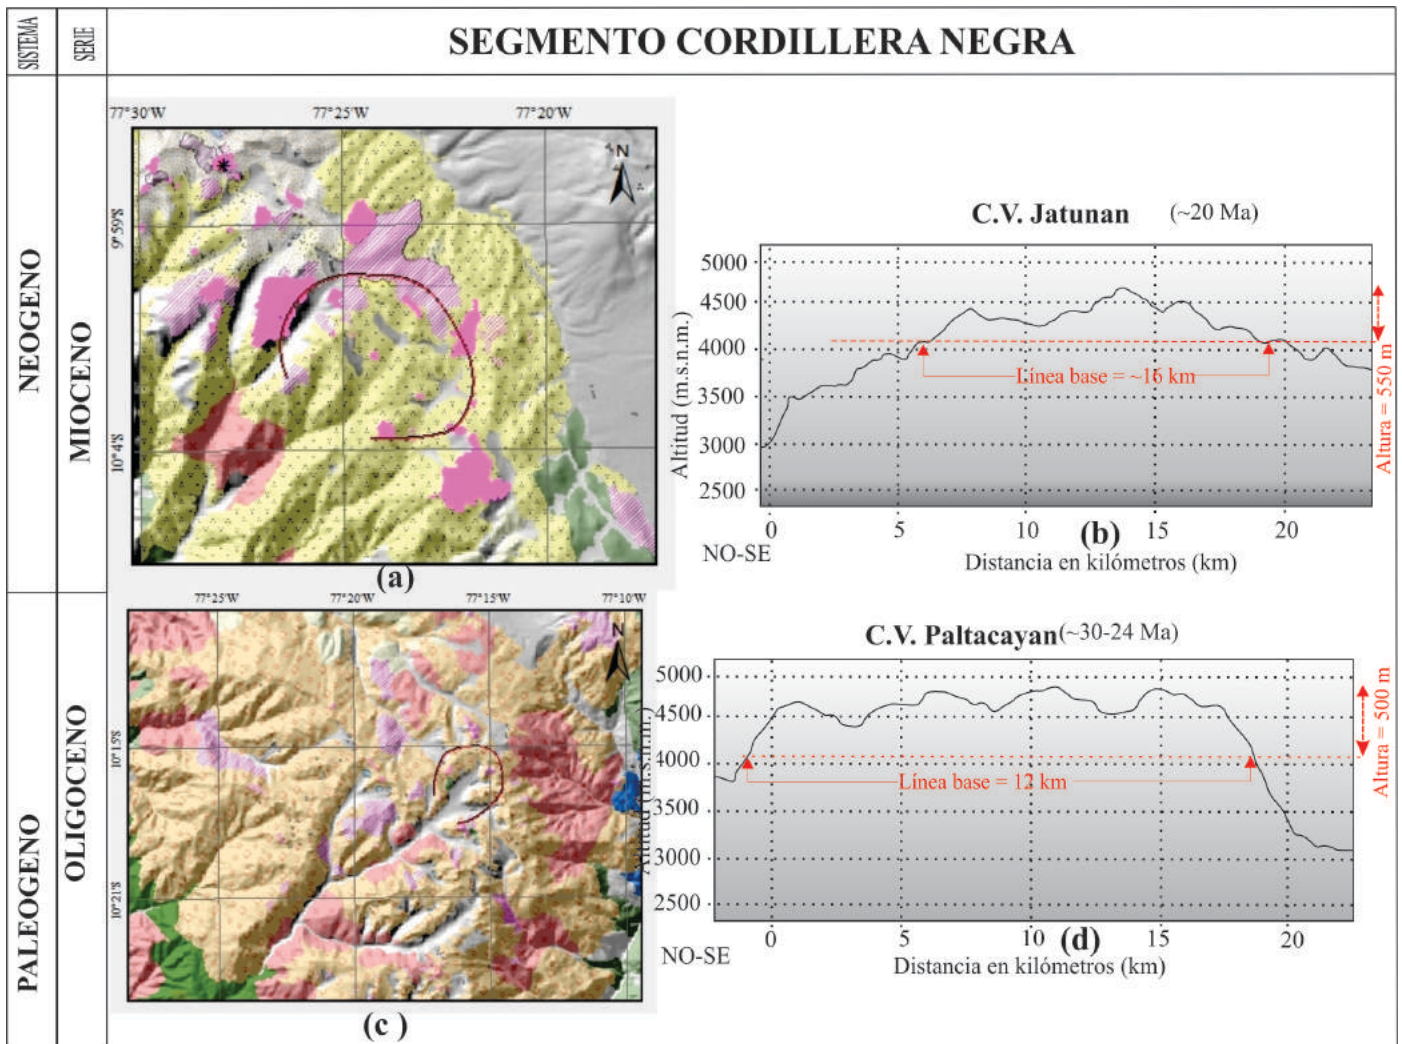 SISTEMA
SERIE
SEGMENTO CORDILLERA NEGRA
NEOGENO
MIOCENO
77°30'W 77°25'W 77°20'W
N
9°59'S
10°4'S
(a)
C.V. Jatunan (~20 Ma)
Altitud (m.s.n.m.)
5000
4500
4000
3500
3000
2500
Línea base = ~16 km
Altura = 550 m
0 5 10 15 20
(b)
NO-SE
Distancia en kilómetros (km)
PALEOGENO
OLIGOCENO
77°25'W 77°20'W 77°15'W 77°10'W
N
10°15'S
10°21'S
(c )
C.V. Paltacayan (~30-24 Ma)
Altitud (m.s.n.m.)
5000
4500
4000
3500
3000
2500
Línea base = 12 km
Altura = 500 m
0 5 10 15 20
(d)
NO-SE
Distancia en kilómetros (km)